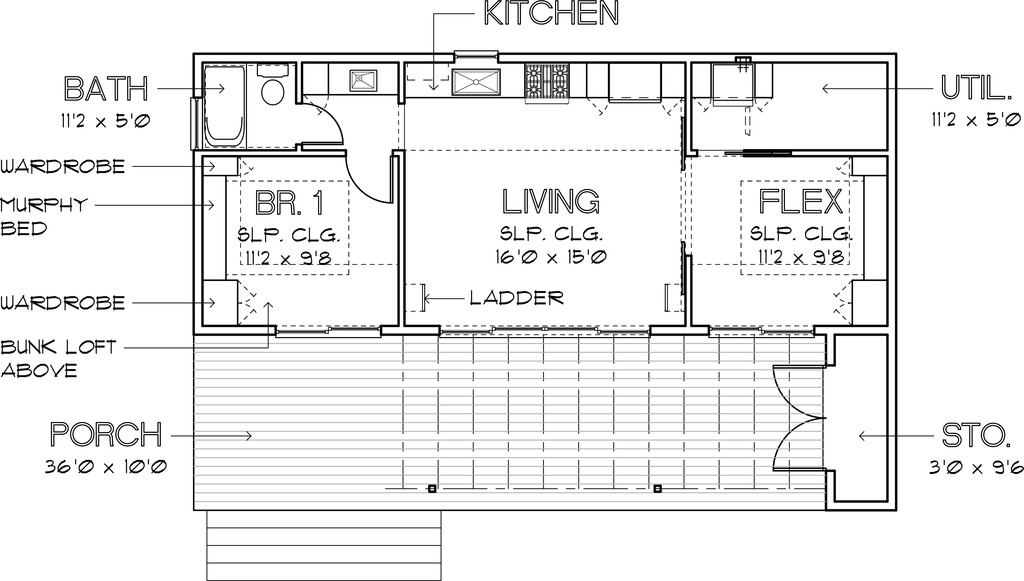 KITCHEN
BATH
11'2 x 5'0
UTIL.
11'2 x 5'0
WARDROBE
MURPHY
BED
BR. 1
SLP. CLG.
11'2 x 9'8
LIVING
SLP. CLG.
16'0 x 15'0
FLEX
SLP. CLG.
11'2 x 9'8
WARDROBE
LADDER
BUNK LOFT
ABOVE
PORCH
36'0 x 10'0
STO.
3'0 x 9'6